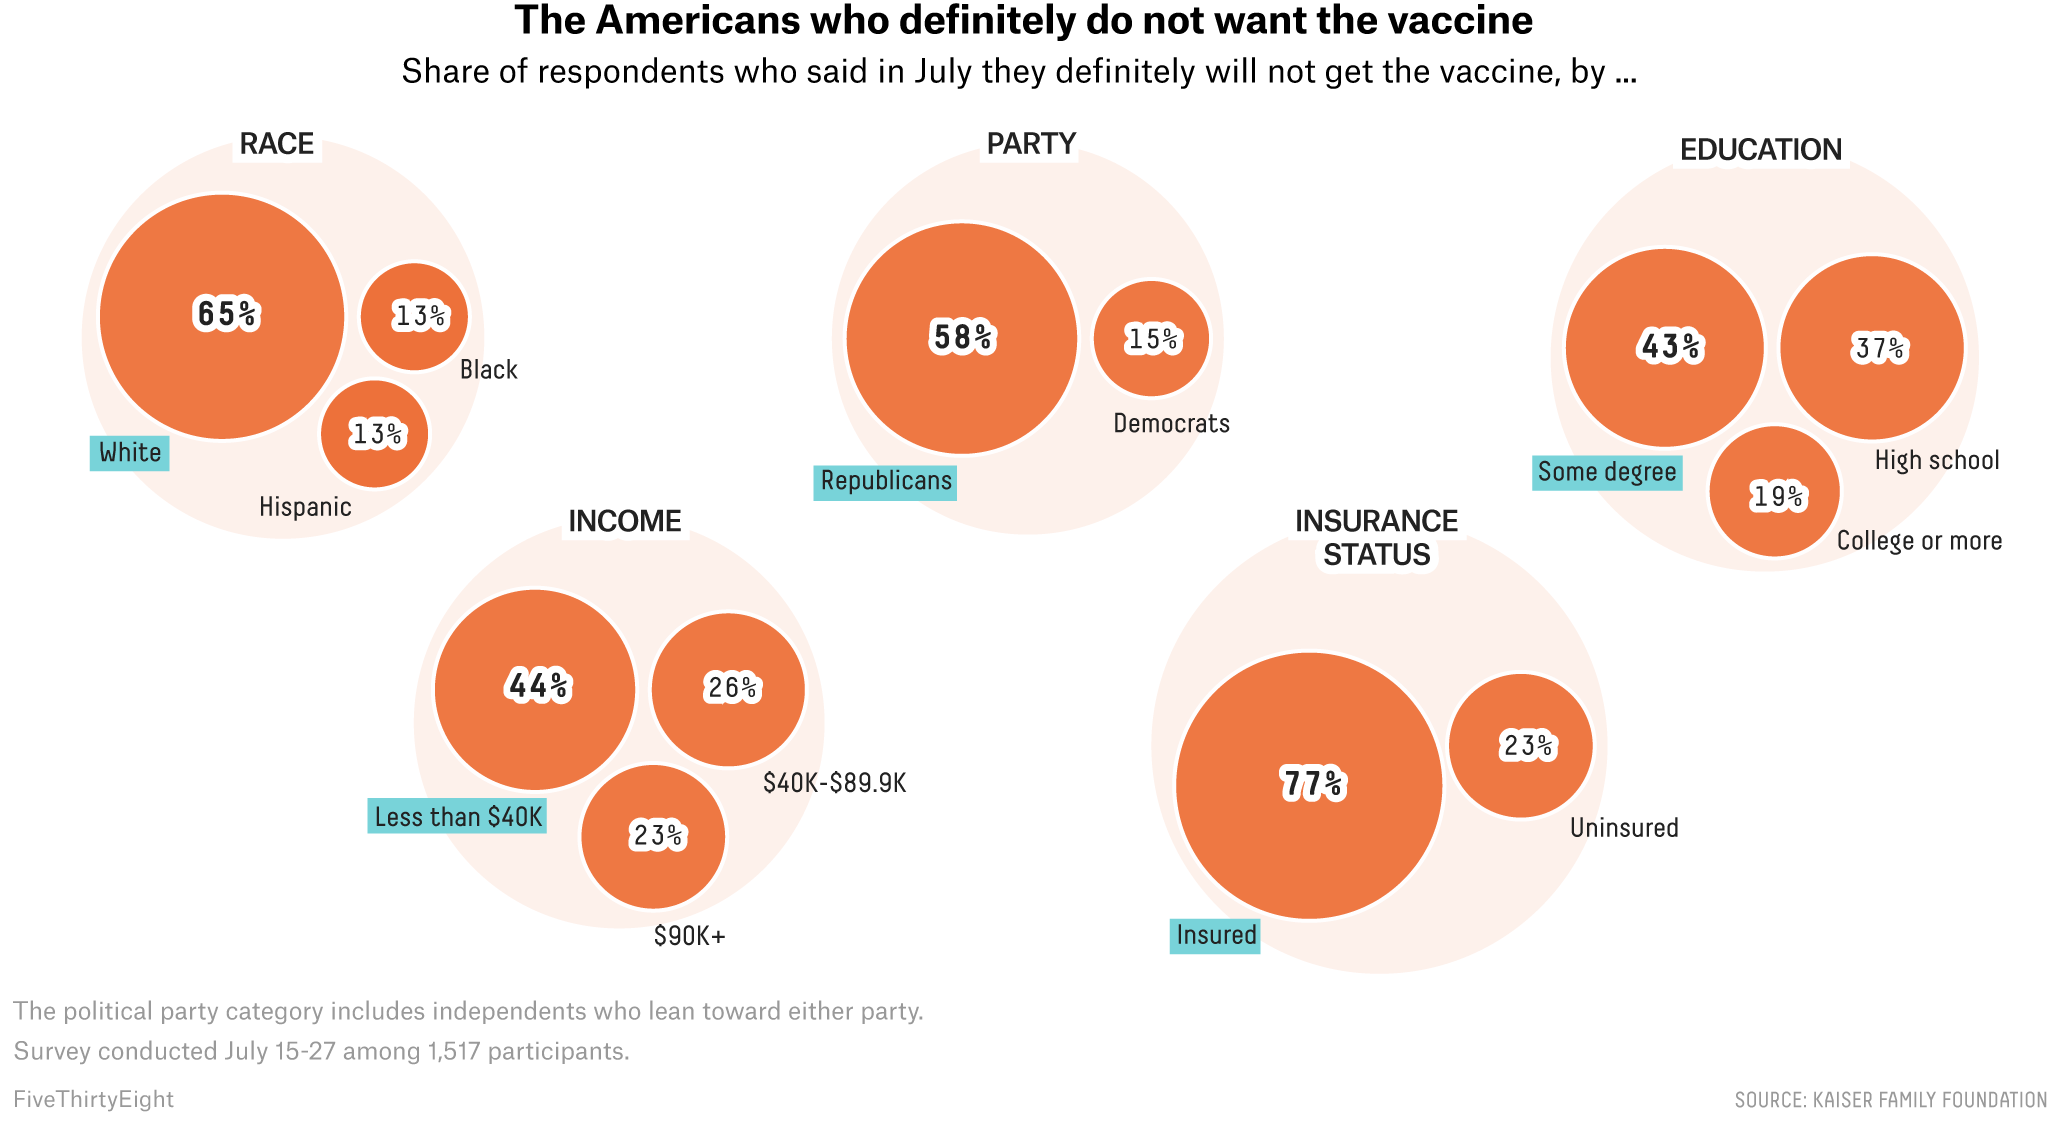 The Americans who definitely do not want the vaccine
Share of respondents who said in July they definitely will not get the vaccine, by ...
RACE
65%
13%
Black
13%
White
Hispanic
PARTY
58%
15%
Democrats
Republicans
EDUCATION
43%
37%
High school
Some degree
19%
College or more
INCOME
44%
26%
$40K-$89.9K
Less than $40K
23%
$90K+
INSURANCE
STATUS
77%
23%
Uninsured
Insured
The political party category includes independents who lean toward either party.
Survey conducted July 15-27 among 1,517 participants.
FiveThirtyEight
SOURCE: KAISER FAMILY FOUNDATION